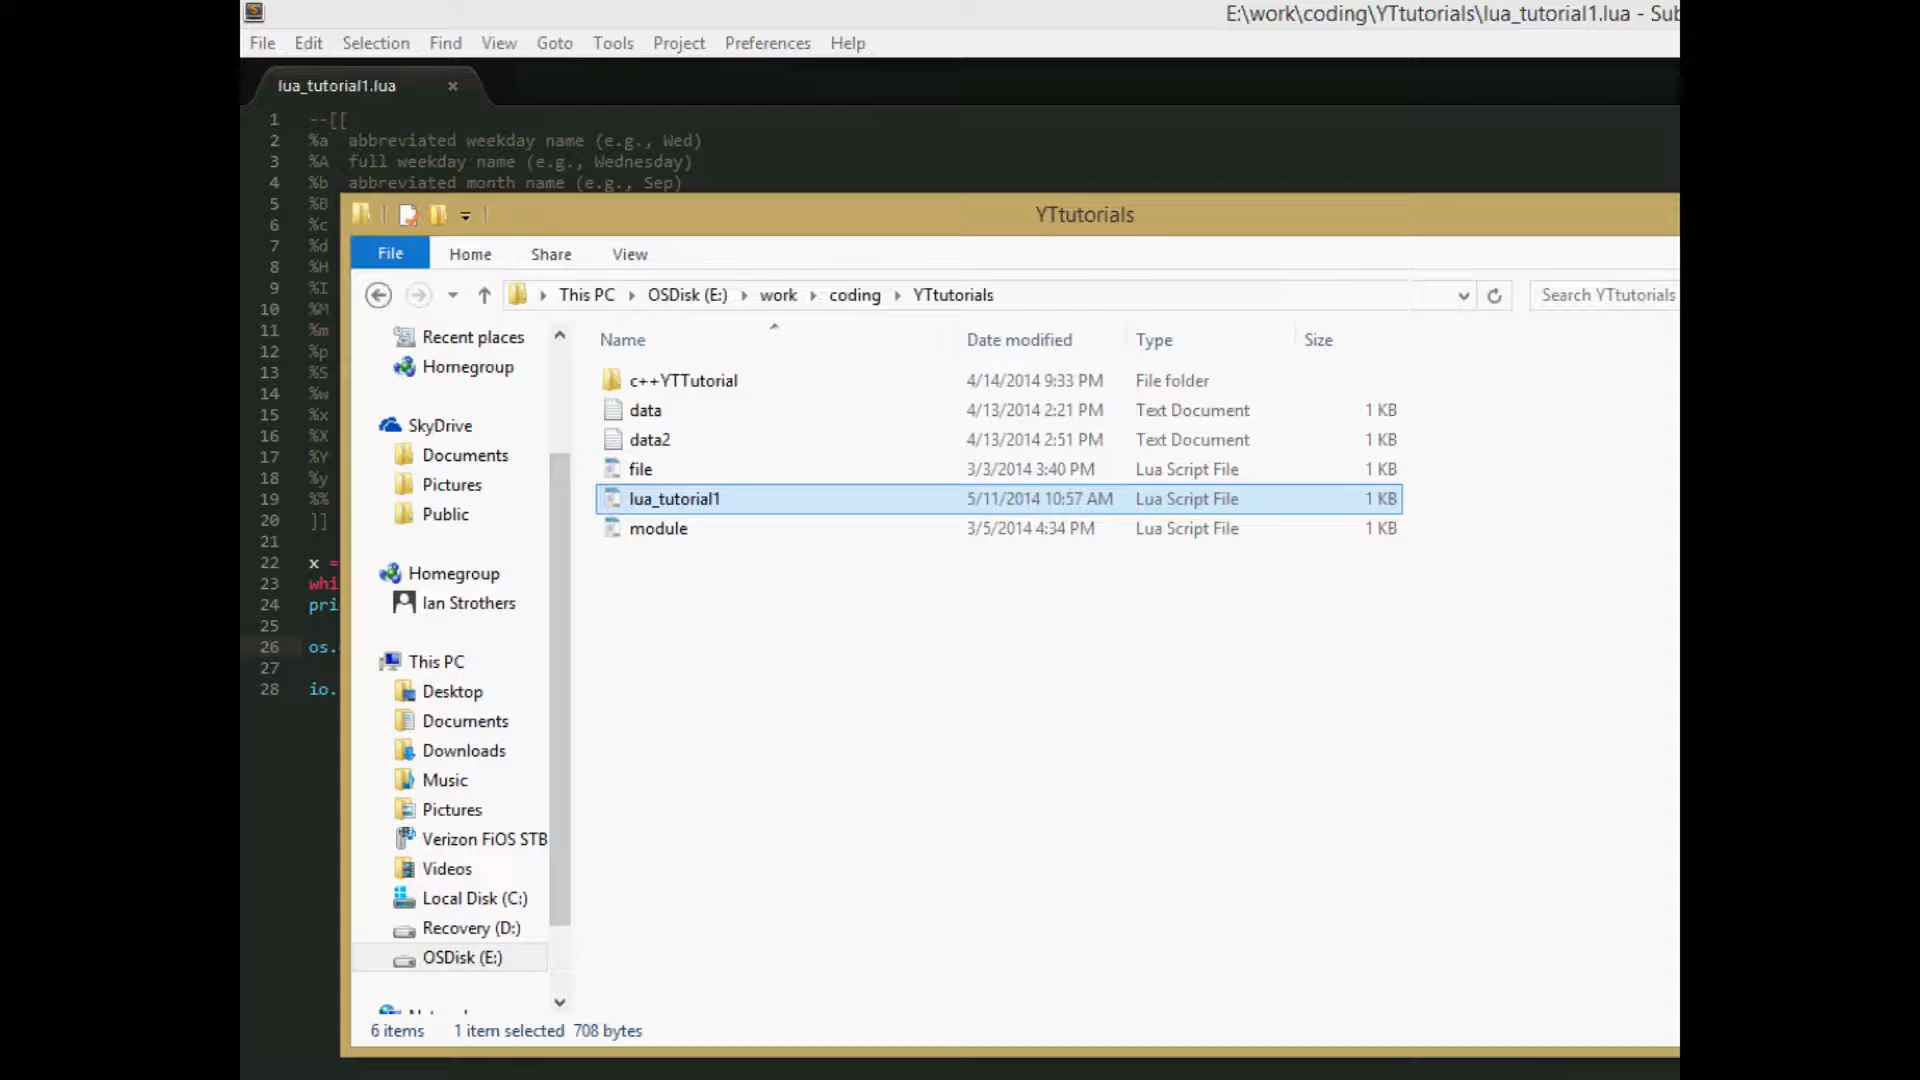 E:\work\coding\YTtutorials\lua_tutorial1.lua - Sub
File Edit Selection Find View Goto Tools Project Preferences Help
lua_tutorial1.lua
1 --[[
2 %a abbreviated weekday name (e.g., Wed)
3 %A full weekday name (e.g., Wednesday)
4 %b abbreviated month name (e.g., Sep)
5 %B
6 %c
7 %d
8 %H
9 %I
10 %M
11 %m
12 %p
13 %S
14 %w
15 %x
16 %X
17 %Y
18 %y
19 %%
20 ]]
21
22 x =
23 whi
24 pri
25
26 os.
27
28 io.
YTtutorials
File Home Share View
This PC OSDisk (E:) work coding YTtutorials
Search YTtutorials
Recent places
Homegroup
SkyDrive
Documents
Pictures
Public
Homegroup
Ian Strothers
This PC
Desktop
Documents
Downloads
Music
Pictures
Verizon FiOS STB
Videos
Local Disk (C:)
Recovery (D:)
OSDisk (E:)
Name Date modified Type Size
c++YTTutorial 4/14/2014 9:33 PM File folder
data 4/13/2014 2:21 PM Text Document 1 KB
data2 4/13/2014 2:51 PM Text Document 1 KB
file 3/3/2014 3:40 PM Lua Script File 1 KB
lua_tutorial1 5/11/2014 10:57 AM Lua Script File 1 KB
module 3/5/2014 4:34 PM Lua Script File 1 KB
6 items 1 item selected 708 bytes